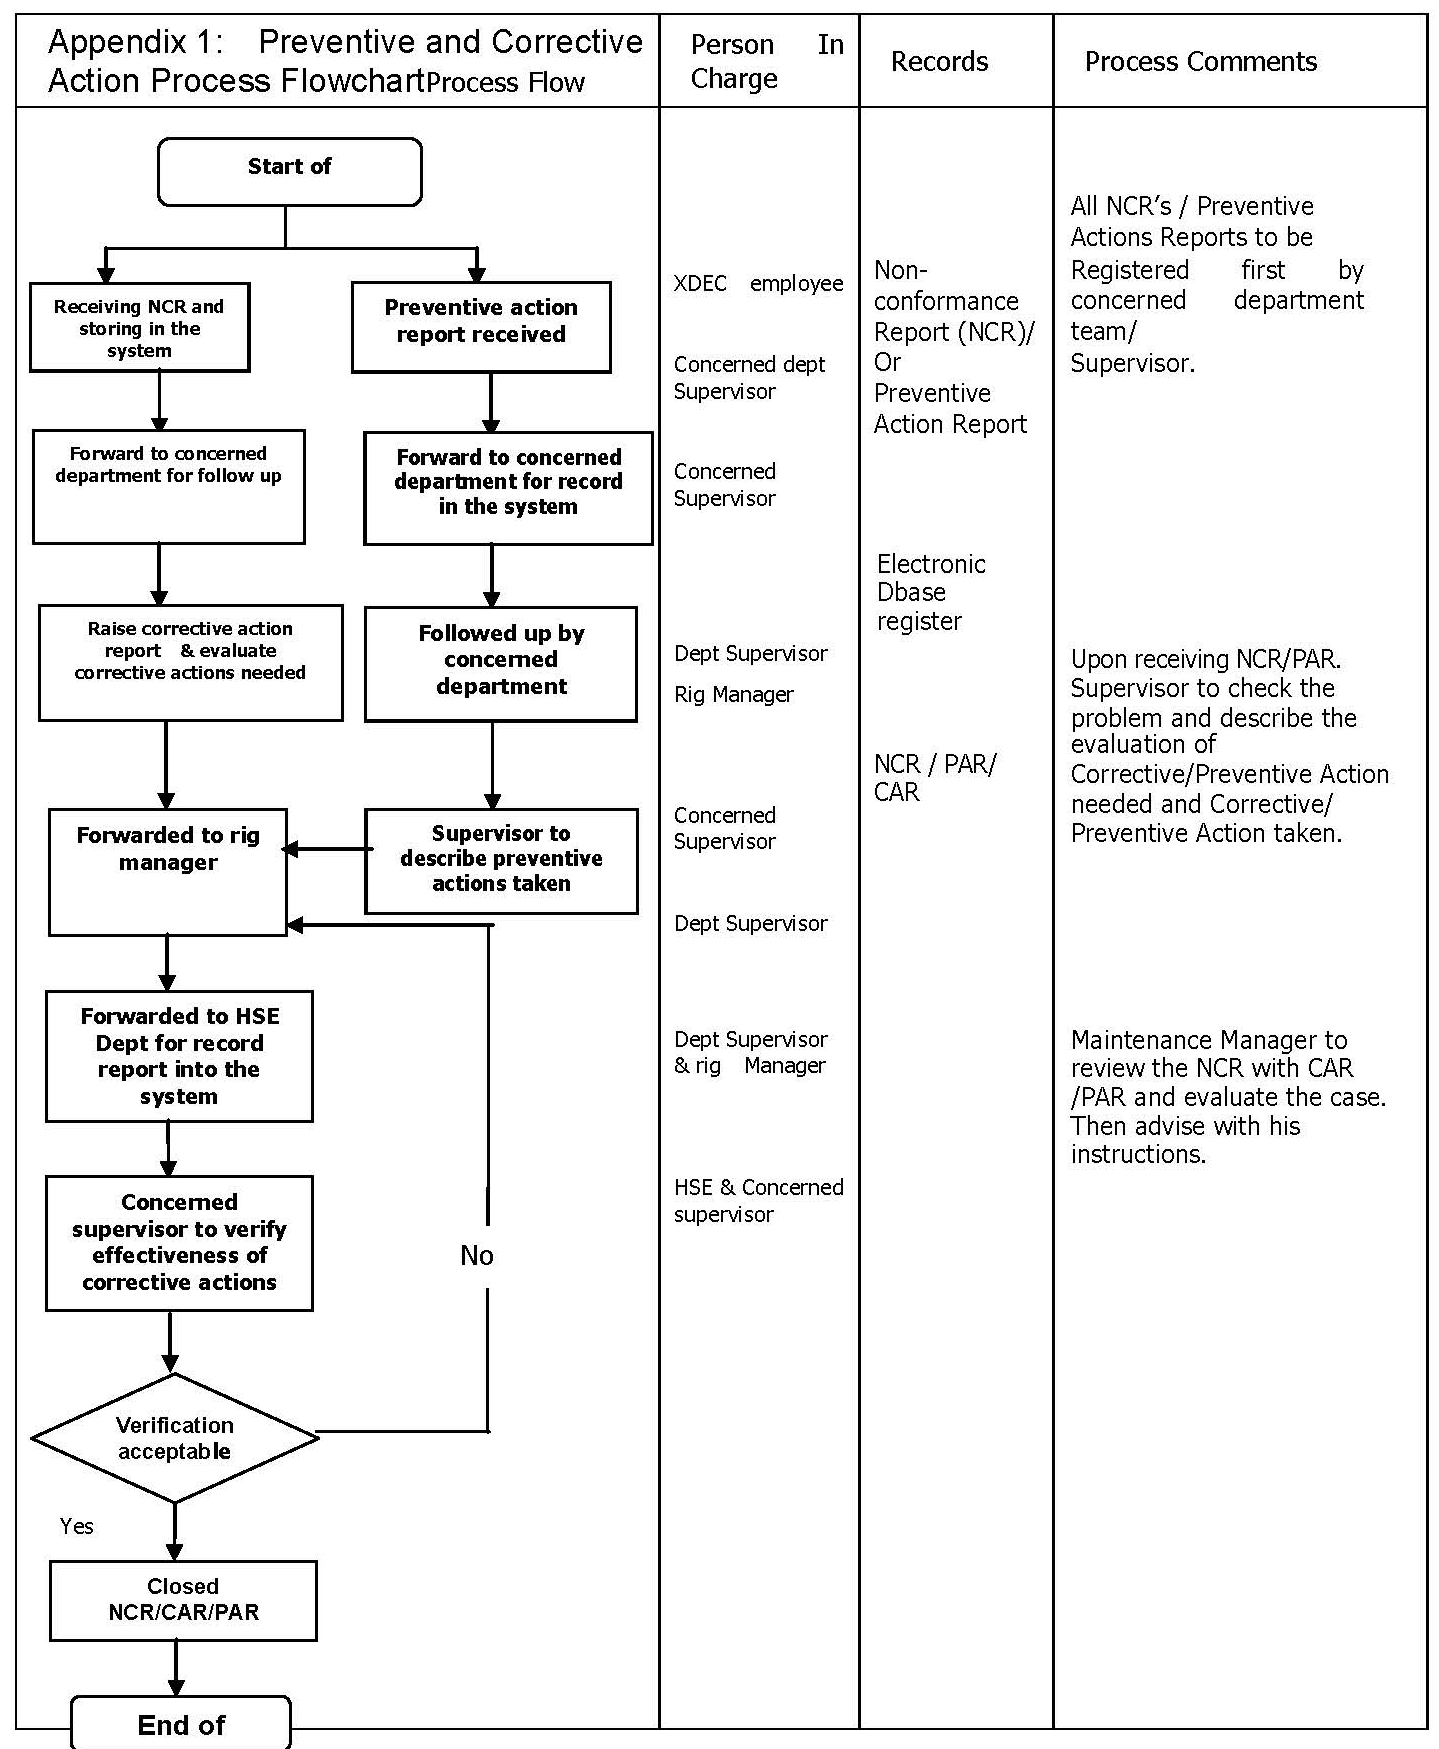 Appendix 1: Preventive and Corrective
Action Process FlowchartProcess Flow
Person In
Charge
Records
Process Comments
Start of
Receiving NCR and
storing in the
system
Preventive action
report received
Forward to concerned
department for follow up
Forward to concerned
department for record
in the system
Raise corrective action
report & evaluate
corrective actions needed
Followed up by
concerned
department
Forwarded to rig
manager
Supervisor to
describe preventive
actions taken
Forwarded to HSE
Dept for record
report into the
system
Concerned
supervisor to verify
effectiveness of
corrective actions
No
Verification
acceptable
Yes
Closed
NCR/CAR/PAR
End of
XDEC employee
Concerned dept
Supervisor
Concerned
Supervisor
Dept Supervisor
Rig Manager
Concerned
Supervisor
Dept Supervisor
Dept Supervisor
& rig Manager
HSE & Concerned
supervisor
Non-
conformance
Report (NCR)/
Or
Preventive
Action Report
Electronic
Dbase
register
NCR / PAR/
CAR
All NCR’s / Preventive
Actions Reports to be
Registered first by
concerned department
team/
Supervisor.
Upon receiving NCR/PAR.
Supervisor to check the
problem and describe the
evaluation of
Corrective/Preventive Action
needed and Corrective/
Preventive Action taken.
Maintenance Manager to
review the NCR with CAR
/PAR and evaluate the case.
Then advise with his
instructions.